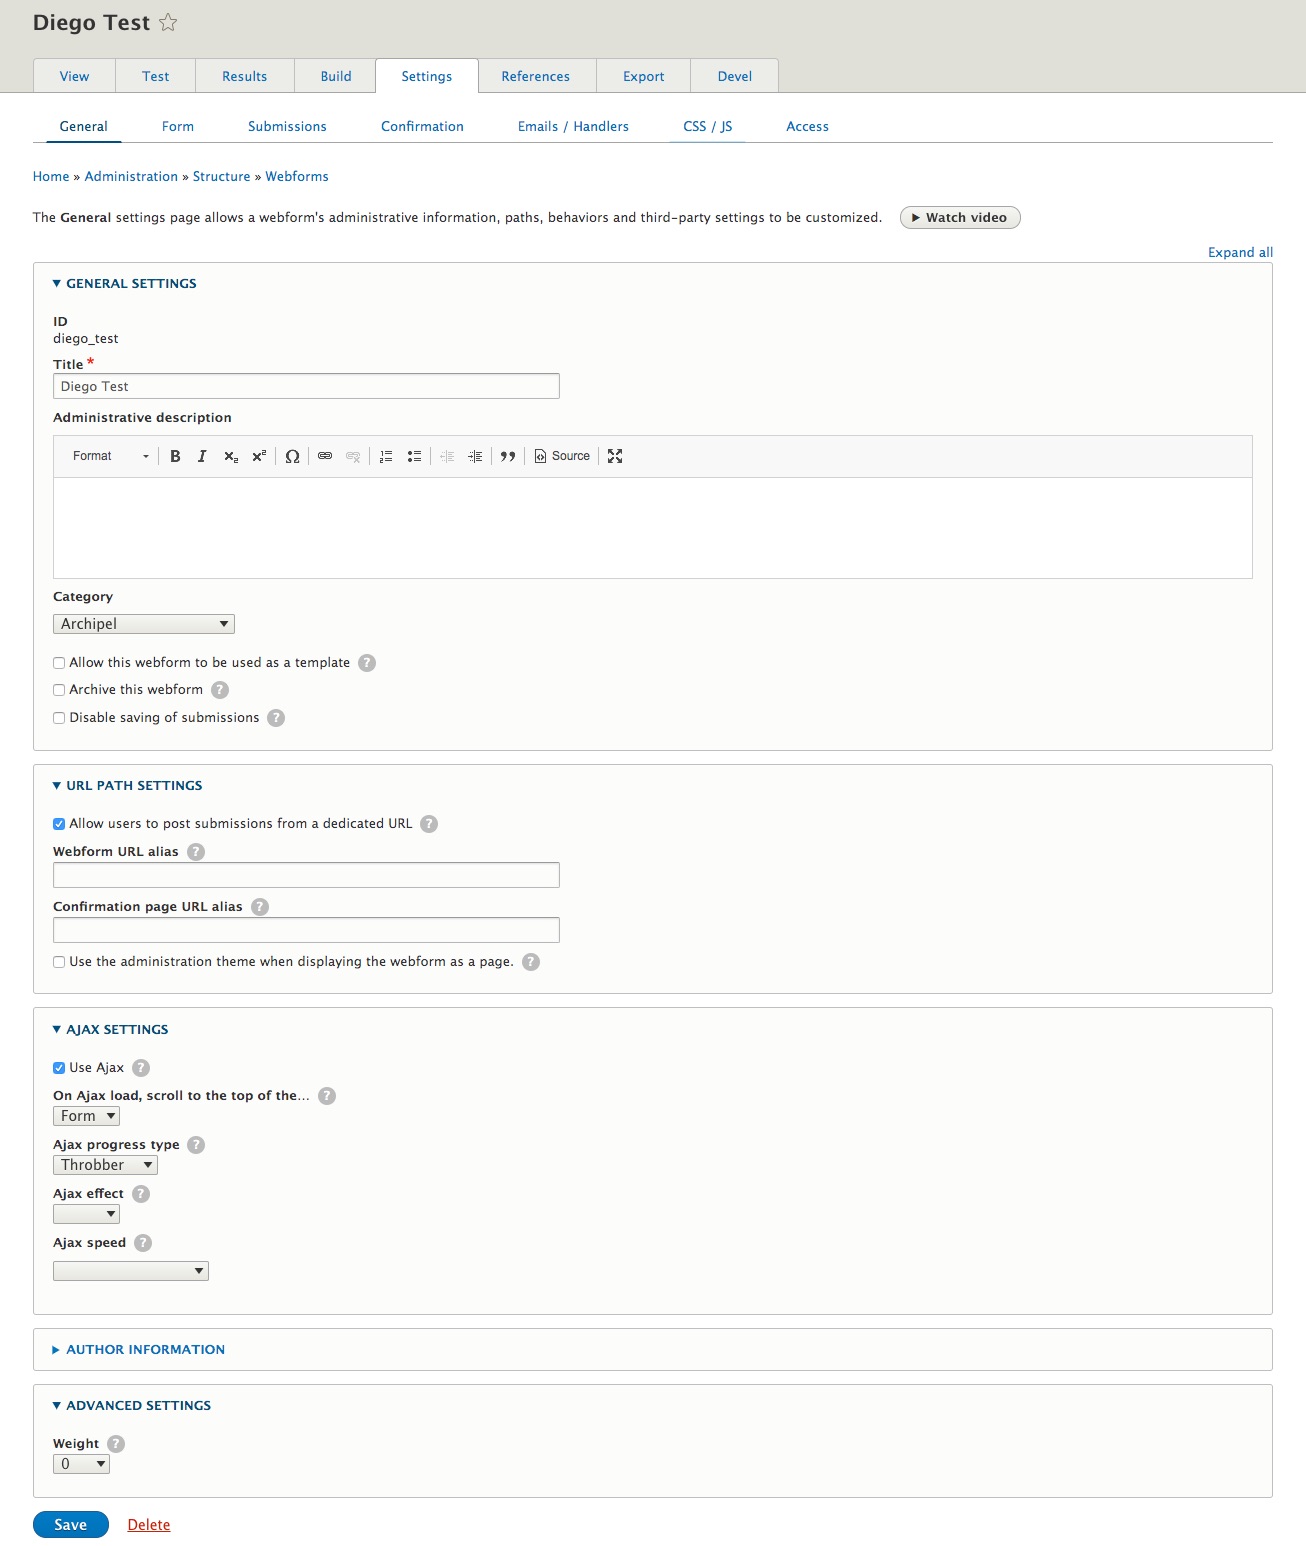 Diego Test
View Test Results Build Settings References Export Devel
General Form Submissions Confirmation Emails / Handlers CSS / JS Access
Home » Administration » Structure » Webforms
The General settings page allows a webform's administrative information, paths, behaviors and third-party settings to be customized. Watch video
Expand all
GENERAL SETTINGS
ID
diego_test
Title *
Diego Test
Administrative description
Format B I x₂ x² Ω Source
Category
Archipel
Allow this webform to be used as a template ?
Archive this webform ?
Disable saving of submissions ?
URL PATH SETTINGS
Allow users to post submissions from a dedicated URL ?
Webform URL alias ?
Confirmation page URL alias ?
Use the administration theme when displaying the webform as a page. ?
AJAX SETTINGS
Use Ajax ?
On Ajax load, scroll to the top of the... ?
Form
Ajax progress type ?
Throbber
Ajax effect ?
Ajax speed ?
AUTHOR INFORMATION
ADVANCED SETTINGS
Weight ?
0
Save Delete